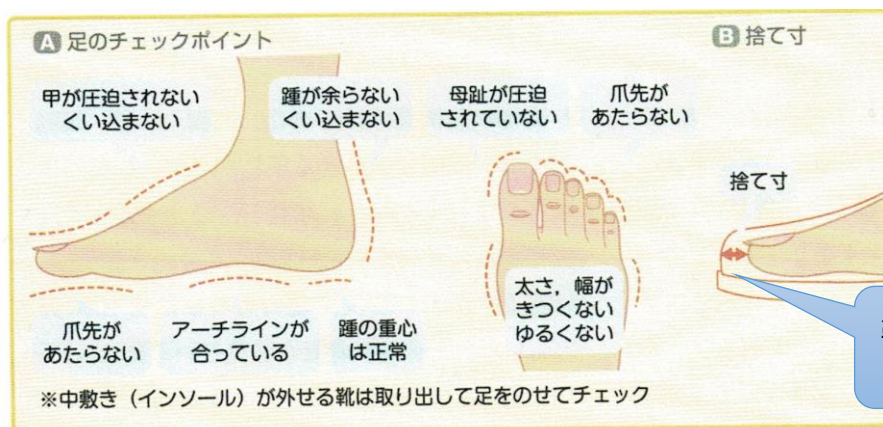 A 足のチェックポイント
B 捨て寸
甲が圧迫されない
くい込まない
踵が余らない
くい込まない
母趾が圧迫
されていない
爪先が
あたらない
捨て寸
太さ，幅が
きつくない
ゆるくない
爪先が
あたらない
アーチラインが
合っている
踵の重心
は正常
※中敷き（インソール）が外せる靴は取り出して足をのせてチェック